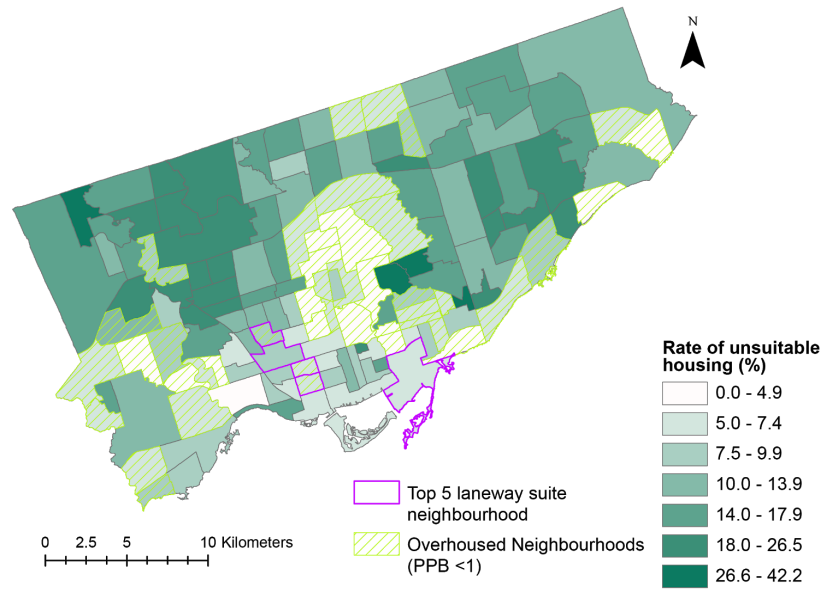 N
Rate of unsuitable
housing (%)
0.0 - 4.9
5.0 - 7.4
7.5 - 9.9
10.0 - 13.9
14.0 - 17.9
18.0 - 26.5
26.6 - 42.2
Top 5 laneway suite
neighbourhood
Overhoused Neighbourhoods
(PPB <1)
0 2.5 5 10 Kilometers